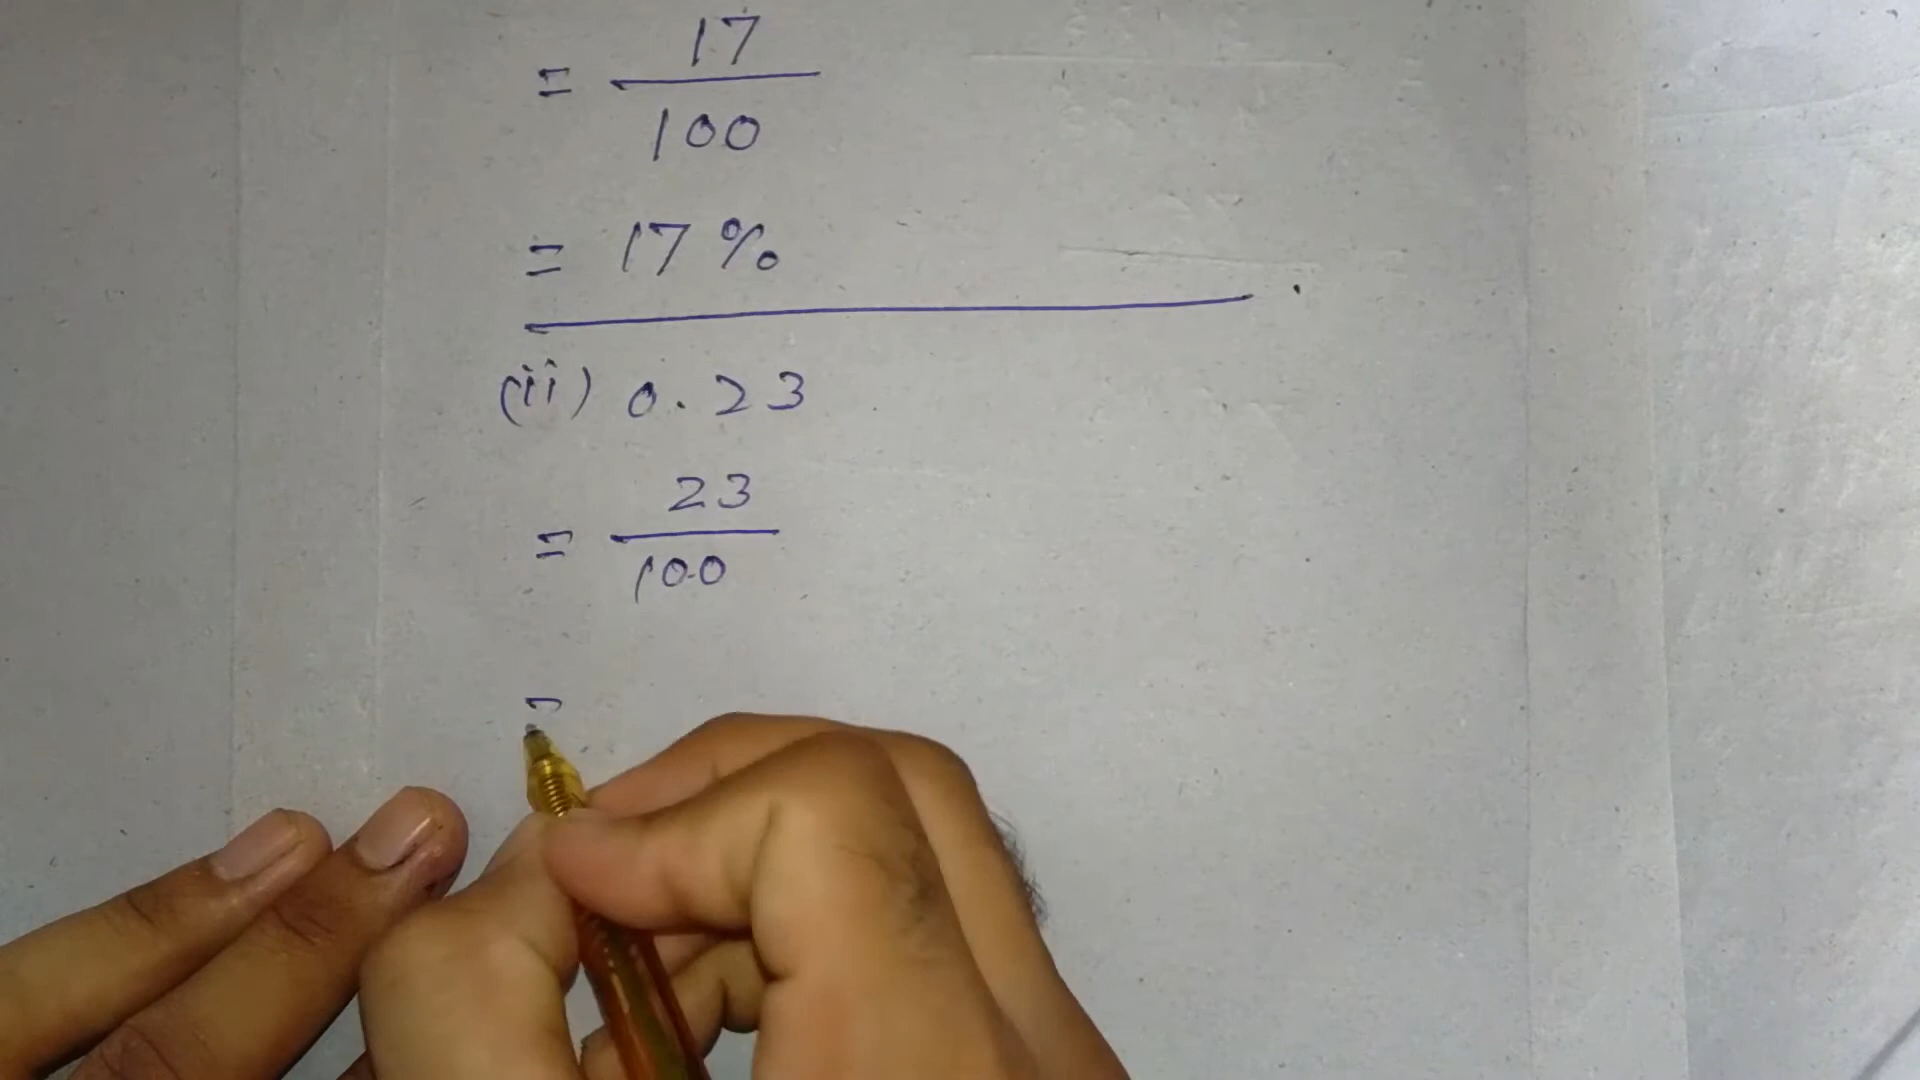 = 17/100
= 17 %
(ii) 0.23
= 23/100
=